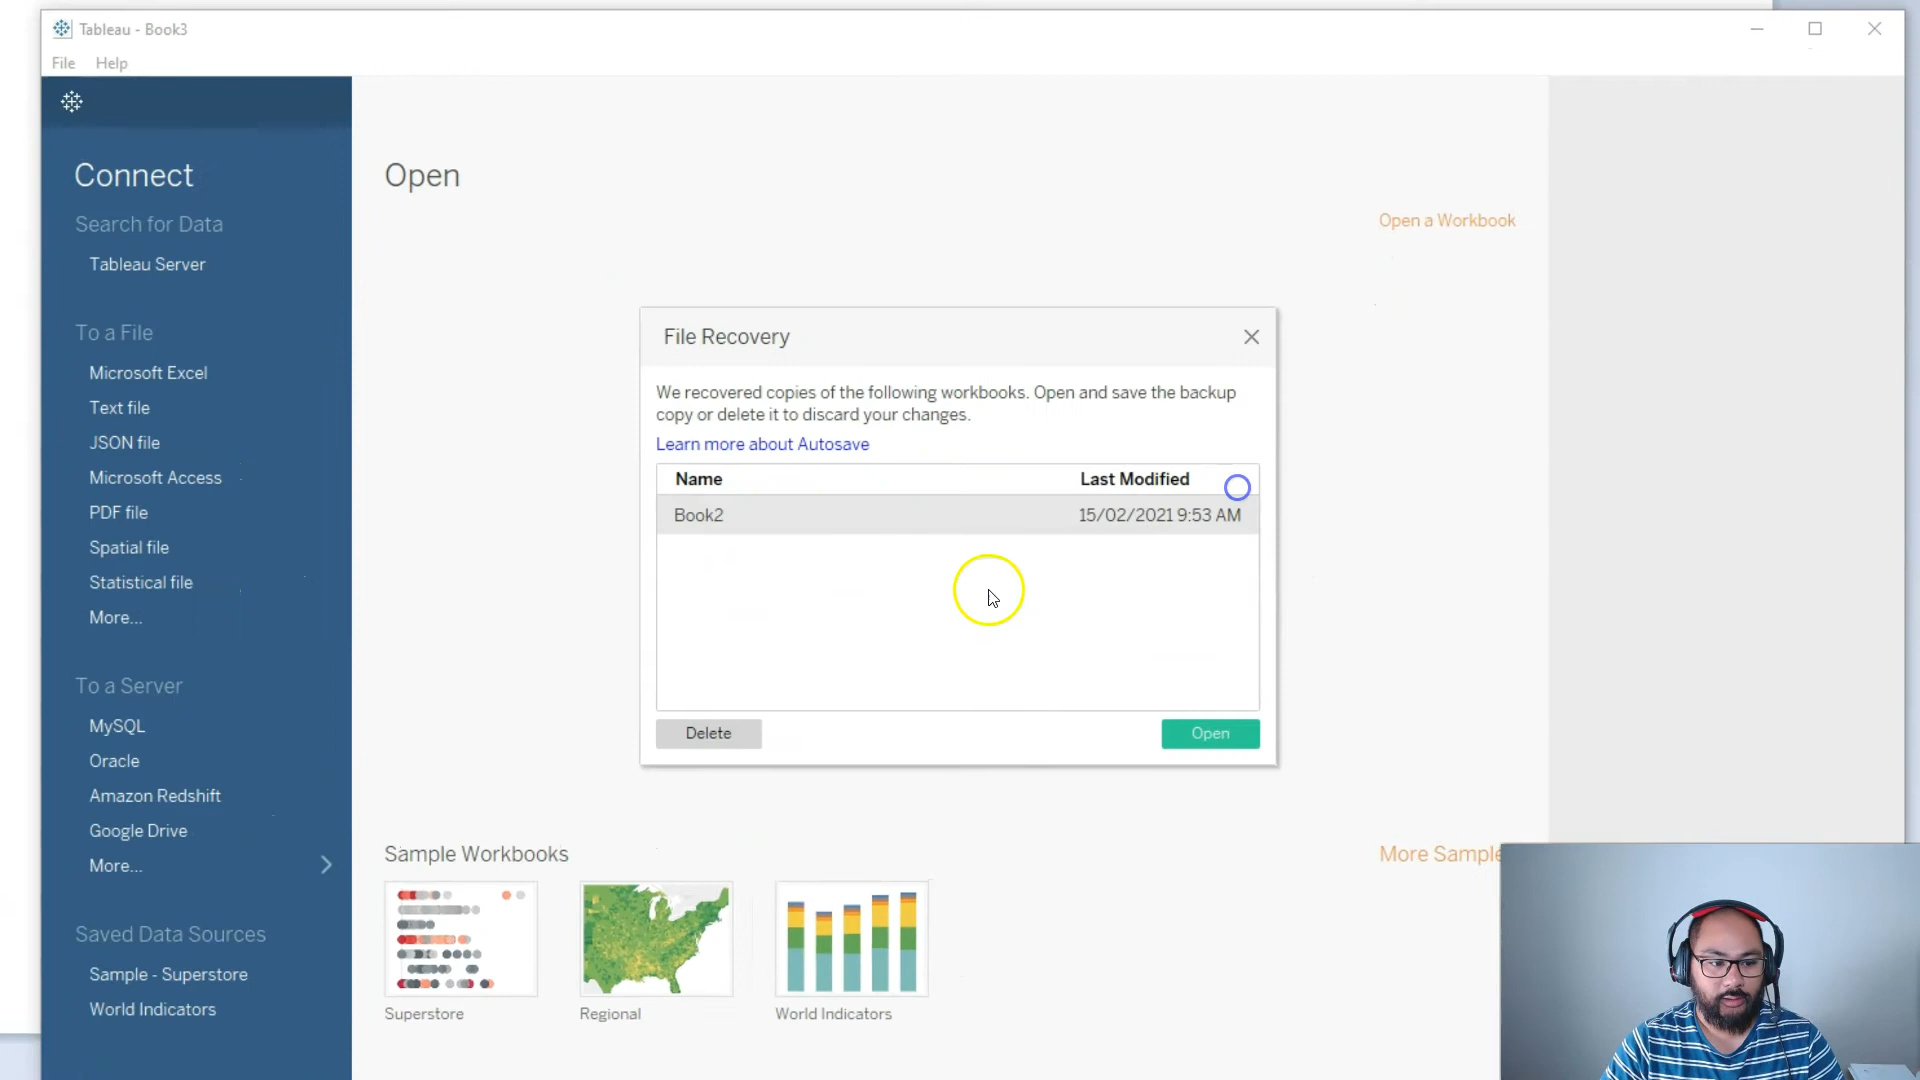 Tableau - Book3
File
Help
Connect
Search for Data
Tableau Server
To a File
Microsoft Excel
Text file
JSON file
Microsoft Access
PDF file
Spatial file
Statistical file
More...
To a Server
MySQL
Oracle
Amazon Redshift
Google Drive
More...
Saved Data Sources
Sample - Superstore
World Indicators
Open
Open a Workbook
File Recovery
We recovered copies of the following workbooks. Open and save the backup
copy or delete it to discard your changes.
Learn more about Autosave
Name Last Modified
Book2 15/02/2021 9:53 AM
Delete
Open
Sample Workbooks
More Sample
Superstore
Regional
World Indicators